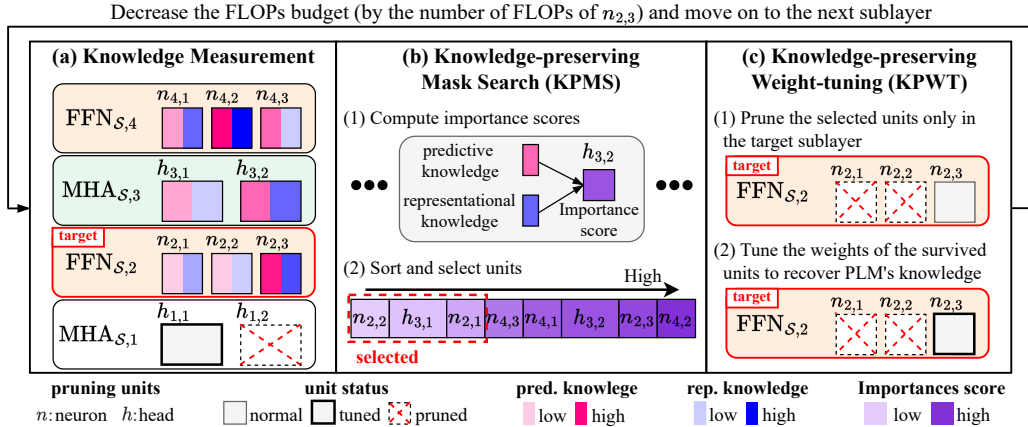 Decrease the FLOPs budget (by the number of FLOPs of n2,3) and move on to the next sublayer
(a) Knowledge Measurement
n4,1 n4,2 n4,3
FFN𝒮,4
h3,1 h3,2
MHA𝒮,3
target
n2,1 n2,2 n2,3
FFN𝒮,2
h1,1 h1,2
MHA𝒮,1
(b) Knowledge-preserving
Mask Search (KPMS)
(1) Compute importance scores
predictive
knowledge
h3,2
representational
knowledge
Importance
score
(2) Sort and select units
High
n2,2 h3,1 n2,1 n4,3 n4,1 h3,2 n2,3 n4,2
selected
(c) Knowledge-preserving
Weight-tuning (KPWT)
(1) Prune the selected units only in
the target sublayer
target
n2,1 n2,2 n2,3
FFN𝒮,2
(2) Tune the weights of the survived
units to recover PLM's knowledge
target
n2,1 n2,2 n2,3
FFN𝒮,2
pruning units
n:neuron h:head
unit status
normal tuned pruned
pred. knowlege
low high
rep. knowledge
low high
Importances score
low high